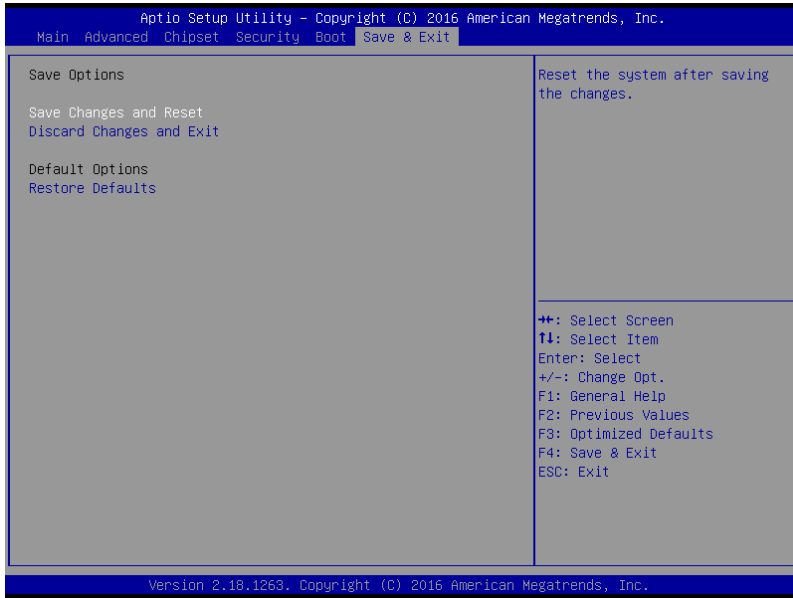 Aptio Setup Utility – Copyright (C) 2016 American Megatrends, Inc.
Main Advanced Chipset Security Boot Save & Exit
Save Options
Save Changes and Reset
Discard Changes and Exit
Default Options
Restore Defaults
Reset the system after saving
the changes.
→←: Select Screen
↑↓: Select Item
Enter: Select
+/-: Change Opt.
F1: General Help
F2: Previous Values
F3: Optimized Defaults
F4: Save & Exit
ESC: Exit
Version 2.18.1263. Copyright (C) 2016 American Megatrends, Inc.